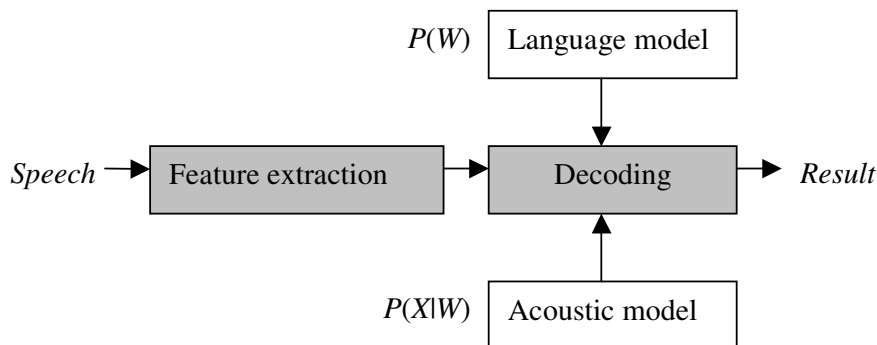 P(W) Language model
Speech Feature extraction Decoding Result
P(X|W) Acoustic model